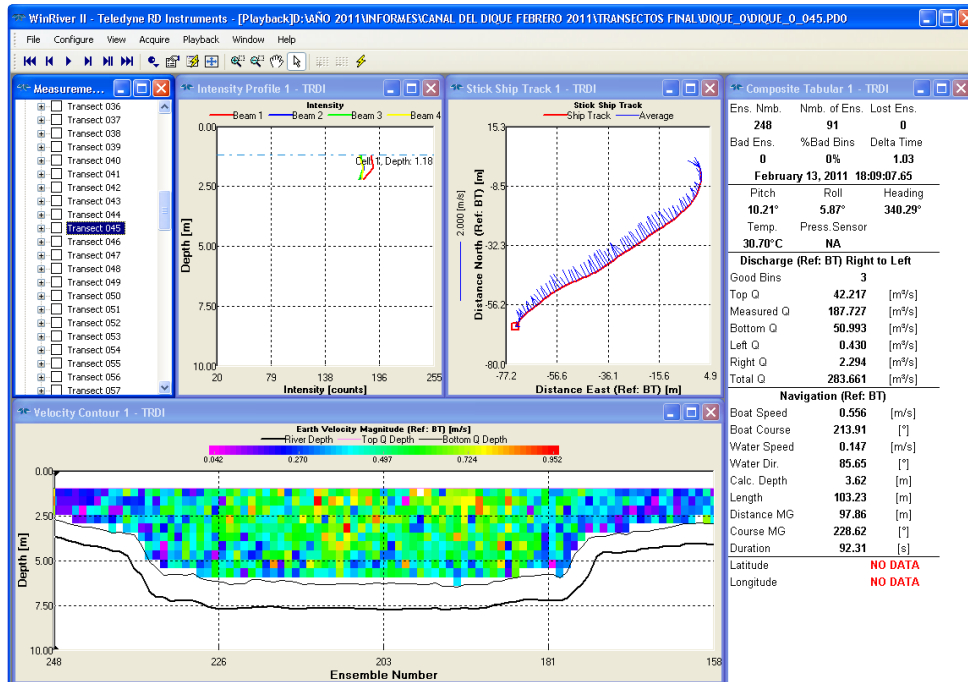 WinRiver II - Teledyne RD Instruments - [Playback]D:\AÑO 2011\INFORMES\CANAL DEL DIQUE FEBRERO 2011\TRANSECTOS FINAL\DIQUE_0\DIQUE_0_045.PD0
File Configure View Acquire Playback Window Help
Measureme...
Transect 036
Transect 037
Transect 038
Transect 039
Transect 040
Transect 041
Transect 042
Transect 043
Transect 044
Transect 045
Transect 046
Transect 047
Transect 048
Transect 049
Transect 050
Transect 051
Transect 052
Transect 053
Transect 054
Transect 055
Transect 056
Transect 057
Intensity Profile 1 - TRDI
Intensity
Beam 1 Beam 2 Beam 3 Beam 4
0.00
Cell 1, Depth: 1.18
2.50
5.00
7.50
10.00
Depth [m]
20 79 138 196 255
Intensity [counts]
Stick Ship Track 1 - TRDI
Stick Ship Track
Ship Track Average
2.000 [m/s]
Distance North (Ref: BT) [m]
15.3
-8.5
-32.3
-56.2
-80.0
-77.2 -56.7 -36.1 -15.6 4.9
Distance East (Ref: BT) [m]
Composite Tabular 1 - TRDI
Ens. Nmb. Nmb. of Ens. Lost Ens.
248 91 0
Bad Ens. %Bad Bins Delta Time
0 0% 1.03
February 13, 2011 18:09:07.65
Pitch Roll Heading
10.21° 5.87° 340.29°
Temp. Press.Sensor
30.70°C NA
Discharge (Ref: BT) Right to Left
Good Bins 3
Top Q 42.217 [m³/s]
Measured Q 187.727 [m³/s]
Bottom Q 50.993 [m³/s]
Left Q 0.430 [m³/s]
Right Q 2.294 [m³/s]
Total Q 283.661 [m³/s]
Navigation (Ref: BT)
Boat Speed 0.556 [m/s]
Boat Course 213.91 [°]
Water Speed 0.147 [m/s]
Water Dir. 85.65 [°]
Calc. Depth 3.62 [m]
Length 103.23 [m]
Distance MG 97.86 [m]
Course MG 228.62 [°]
Duration 92.31 [s]
Latitude NO DATA
Longitude NO DATA
Velocity Contour 1 - TRDI
Earth Velocity Magnitude (Ref: BT) [m/s]
River Depth Top Q Depth Bottom Q Depth
0.042 0.270 0.497 0.724 0.952
0.00
2.50
5.00
7.50
10.00
Depth [m]
248 226 203 181 158
Ensemble Number